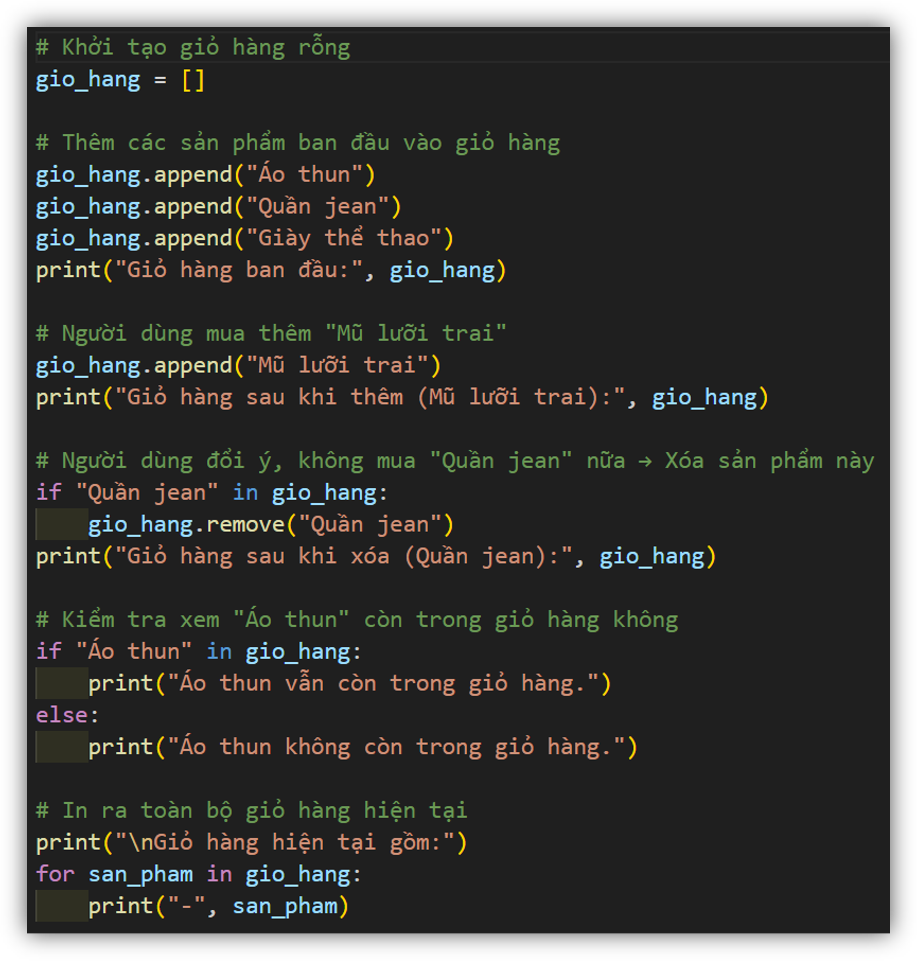 # Khởi tạo giỏ hàng rỗng
gio_hang = []
# Thêm các sản phẩm ban đầu vào giỏ hàng
gio_hang.append("Áo thun")
gio_hang.append("Quần jean")
gio_hang.append("Giày thể thao")
print("Giỏ hàng ban đầu:", gio_hang)
# Người dùng mua thêm "Mũ lưỡi trai"
gio_hang.append("Mũ lưỡi trai")
print("Giỏ hàng sau khi thêm (Mũ lưỡi trai):", gio_hang)
# Người dùng đổi ý, không mua "Quần jean" nữa → Xóa sản phẩm này
if "Quần jean" in gio_hang:
    gio_hang.remove("Quần jean")
print("Giỏ hàng sau khi xóa (Quần jean):", gio_hang)
# Kiểm tra xem "Áo thun" còn trong giỏ hàng không
if "Áo thun" in gio_hang:
    print("Áo thun vẫn còn trong giỏ hàng.")
else:
    print("Áo thun không còn trong giỏ hàng.")
# In ra toàn bộ giỏ hàng hiện tại
print("\nGiỏ hàng hiện tại gồm:")
for san_pham in gio_hang:
    print("-", san_pham)